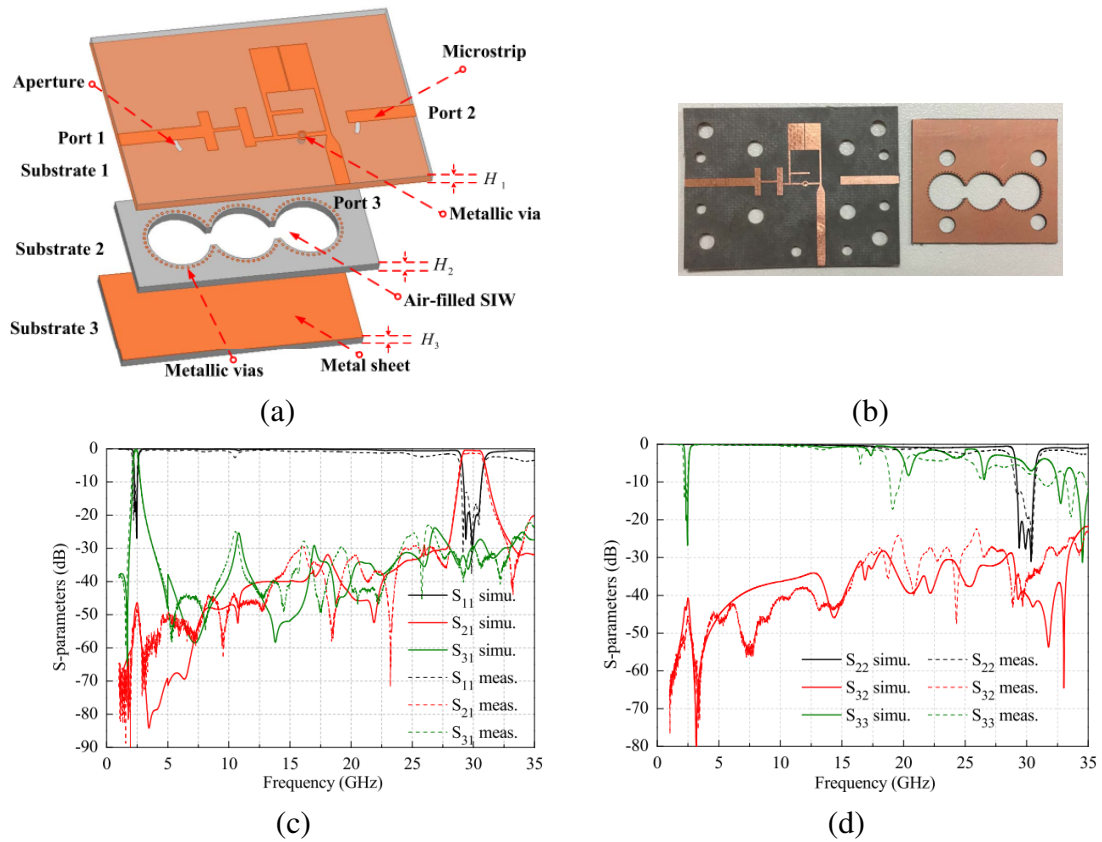 Aperture
Microstrip
Port 1
Port 2
Substrate 1
H1
Port 3
Metallic via
Substrate 2
H2
Air-filled SIW
Substrate 3
H3
Metallic vias
Metal sheet
(a)
(b)
0
-10
-20
-30
-40
-50
-60
-70
-80
-90
S-parameters (dB)
S11 simu.
S21 simu.
S31 simu.
S11 meas.
S21 meas.
S31 meas.
0 5 10 15 20 25 30 35
Frequency (GHz)
(c)
0
-10
-20
-30
-40
-50
-60
-70
-80
S-parameters (dB)
S22 simu. S22 meas.
S32 simu. S32 meas.
S33 simu. S33 meas.
0 5 10 15 20 25 30 35
Frequency (GHz)
(d)